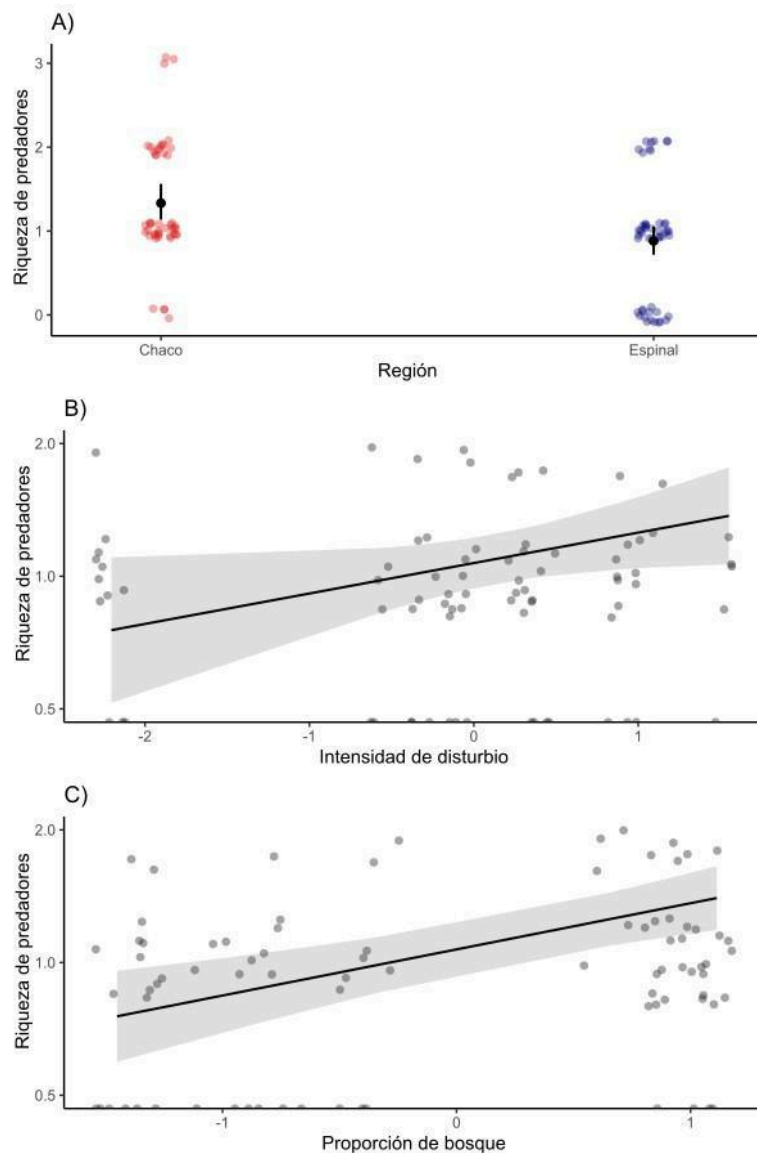 A)
Riqueza de predadores
3
2
1
0
Chaco
Espinal
Región
B)
Riqueza de predadores
2.0
1.0
0.5
-2
-1
0
1
Intensidad de disturbio
C)
Riqueza de predadores
2.0
1.0
0.5
-1
0
1
Proporción de bosque